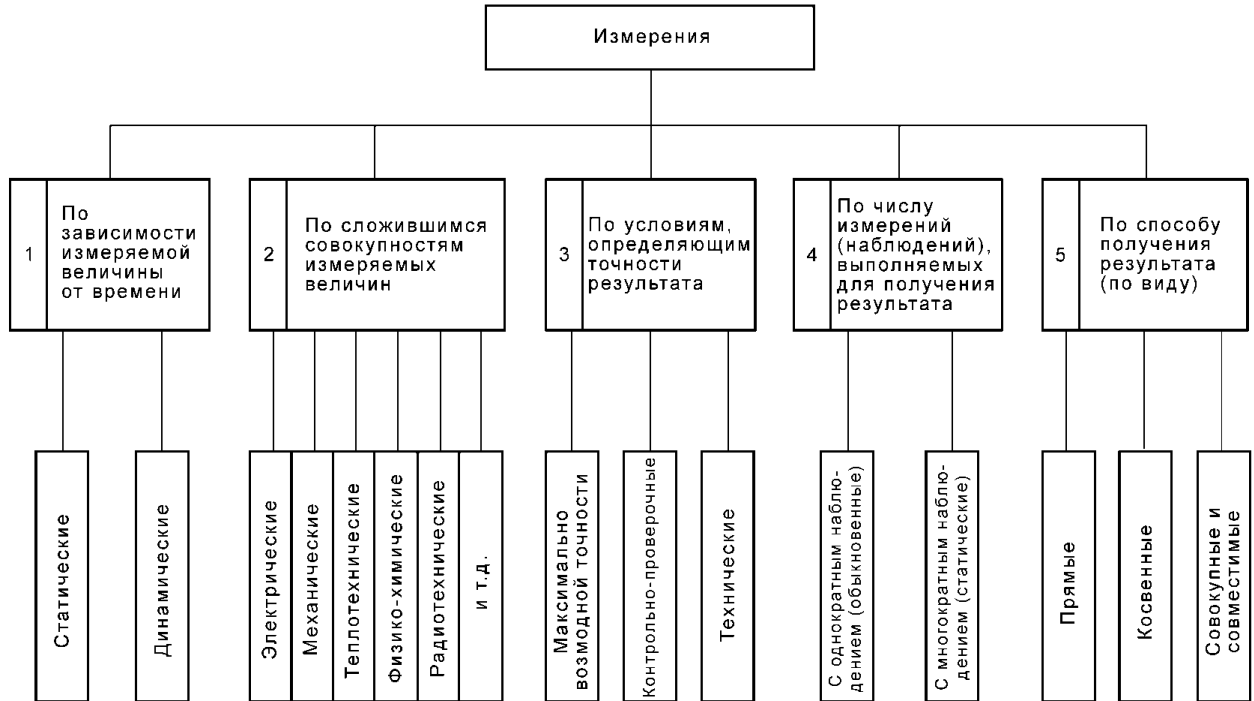 Измерения
1
По
зависимости
измеряемой
величины
от времени
2
По сложившимся
совокупностям
измеряемых
величин
3
По условиям,
определяющим
точности
результата
4
По числу
измерений
(наблюдений),
выполняемых
для получения
результата
5
По способу
получения
результата
(по виду)
Статические
Динамические
Электрические
Механические
Теплотехнические
Физико-химические
Радиотехнические
и т.д.
Максимально
возмодной точности
Контрольно-проверочные
Технические
С однократным наблю-
дением (обыкновенные)
С многократным наблю-
дением (статические)
Прямые
Косвенные
Совокупные и
совместимые